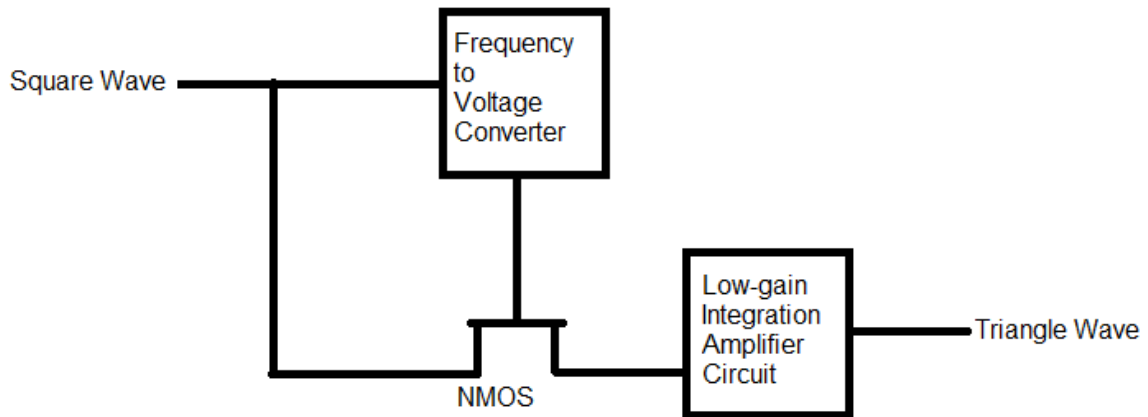 Frequency
to
Voltage
Converter
Square Wave
Low-gain
Integration
Amplifier
Circuit
Triangle Wave
NMOS